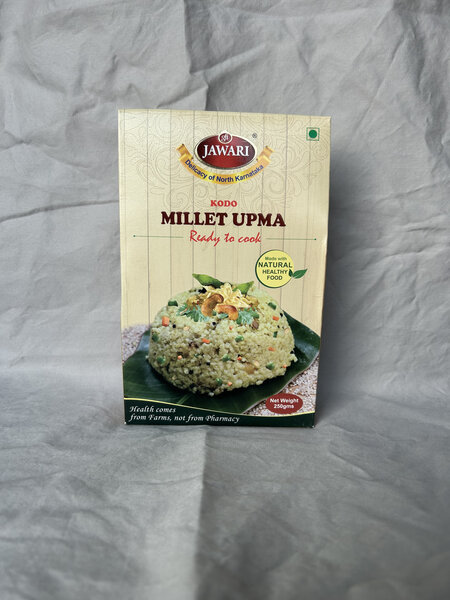 JAWARI
®
Delicacy of North Karnataka
KODO
MILLET UPMA
Ready to cook
Made with
NATURAL
HEALTHY
FOOD
Net Weight
250gms
Health comes
from Farms, not from Pharmacy